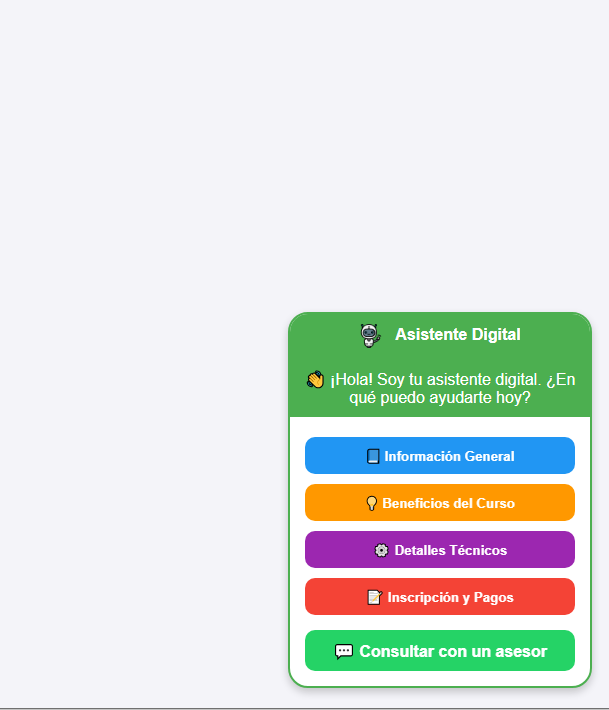 Asistente Digital
👋 ¡Hola! Soy tu asistente digital. ¿En
qué puedo ayudarte hoy?
📘 Información General
💡 Beneficios del Curso
⚙️ Detalles Técnicos
📝 Inscripción y Pagos
💬 Consultar con un asesor